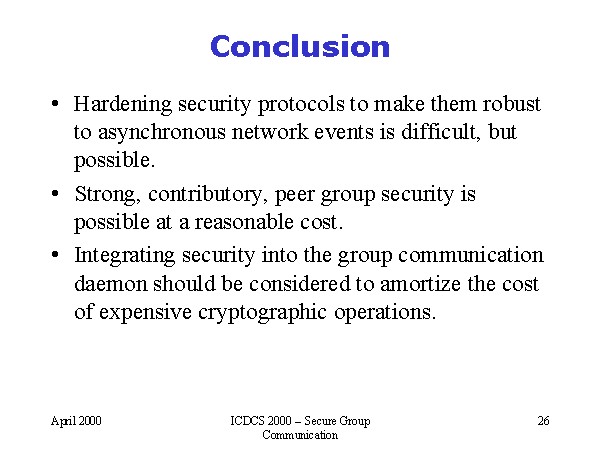 Conclusion
• Hardening security protocols to make them robust
to asynchronous network events is difficult, but
possible.
• Strong, contributory, peer group security is
possible at a reasonable cost.
• Integrating security into the group communication
daemon should be considered to amortize the cost
of expensive cryptographic operations.
April 2000
ICDCS 2000 – Secure Group
Communication
26